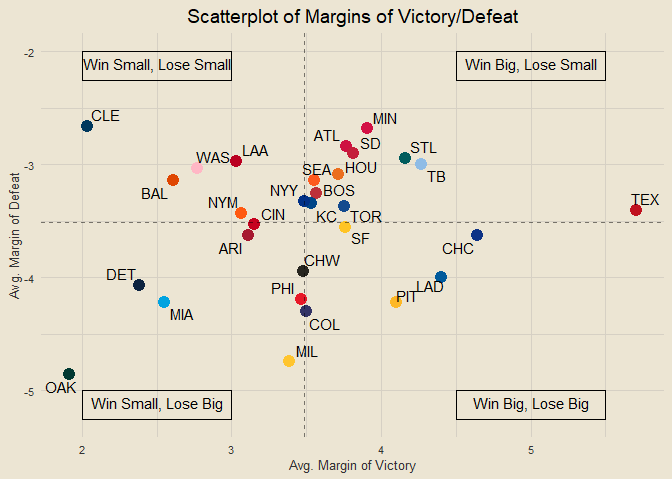 Scatterplot of Margins of Victory/Defeat
-2
Win Small, Lose Small
Win Big, Lose Small
CLE
MIN
ATL
SD
STL
WAS
LAA
-3
SEA
HOU
TB
BAL
NYY
BOS
TEX
NYM
CIN
KC
TOR
ARI
SF
CHC
Avg. Margin of Defeat
CHW
DET
-4
PHI
LAD
PIT
MIA
COL
MIL
OAK
-5
Win Small, Lose Big
Win Big, Lose Big
2
3
4
5
Avg. Margin of Victory